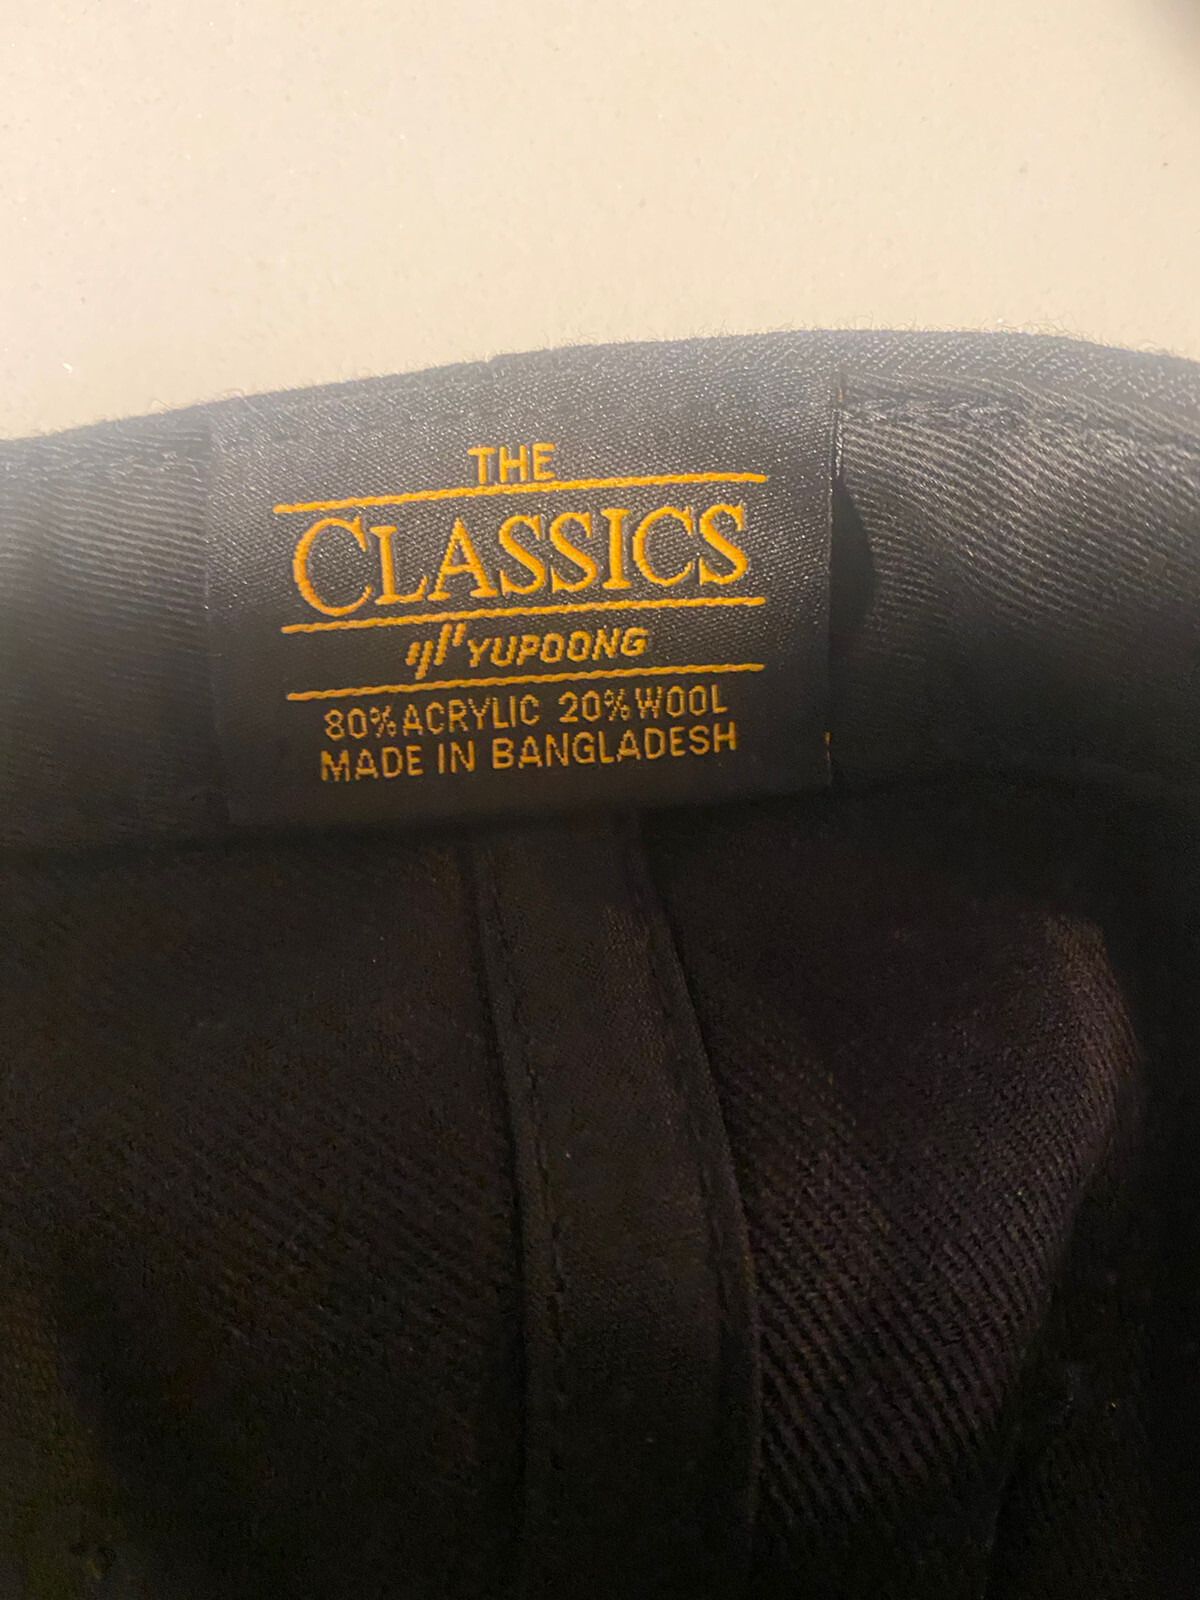 THE
CLASSICS
YUPOONG
80% ACRYLIC 20% WOOL
MADE IN BANGLADESH